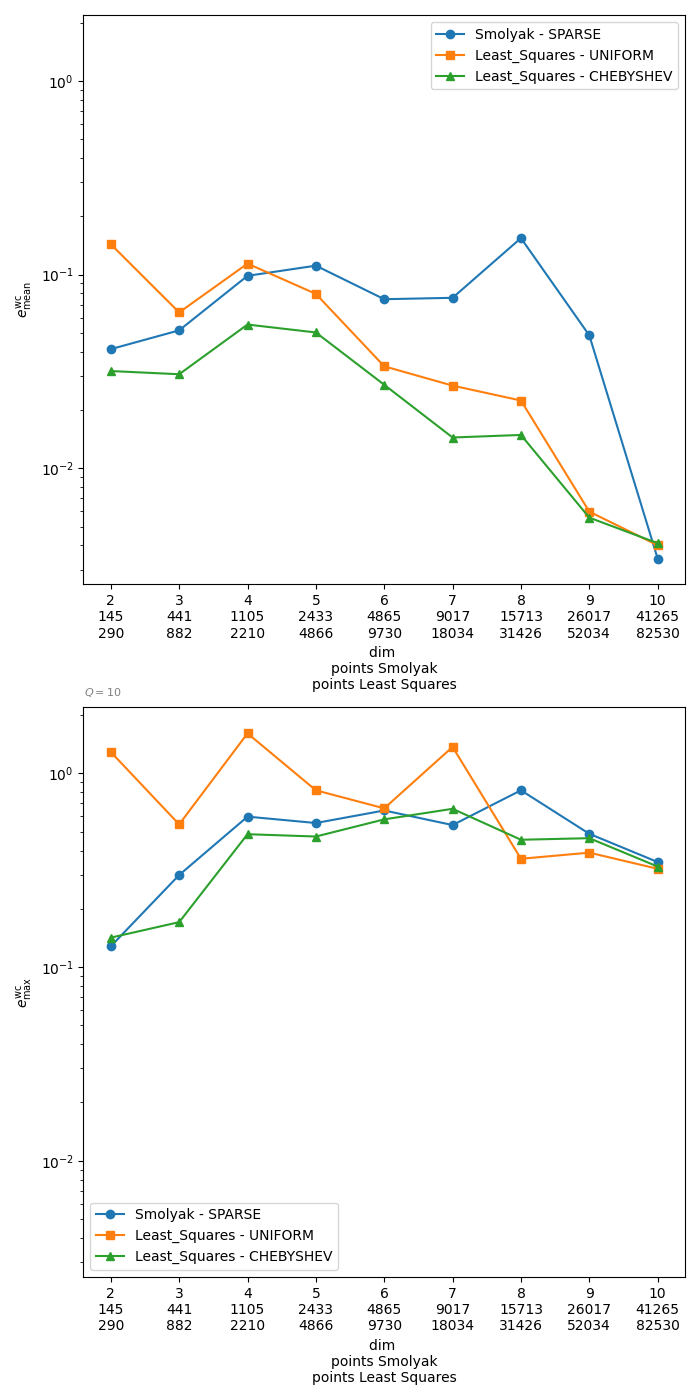 Smolyak - SPARSE
Least_Squares - UNIFORM
Least_Squares - CHEBYSHEV
10⁰
10⁻¹
10⁻²
e^wc_mean
2 3 4 5 6 7 8 9 10
145 441 1105 2433 4865 9017 15713 26017 41265
290 882 2210 4866 9730 18034 31426 52034 82530
dim
points Smolyak
points Least Squares
Q = 10
10⁰
10⁻¹
10⁻²
e^wc_max
Smolyak - SPARSE
Least_Squares - UNIFORM
Least_Squares - CHEBYSHEV
2 3 4 5 6 7 8 9 10
145 441 1105 2433 4865 9017 15713 26017 41265
290 882 2210 4866 9730 18034 31426 52034 82530
dim
points Smolyak
points Least Squares